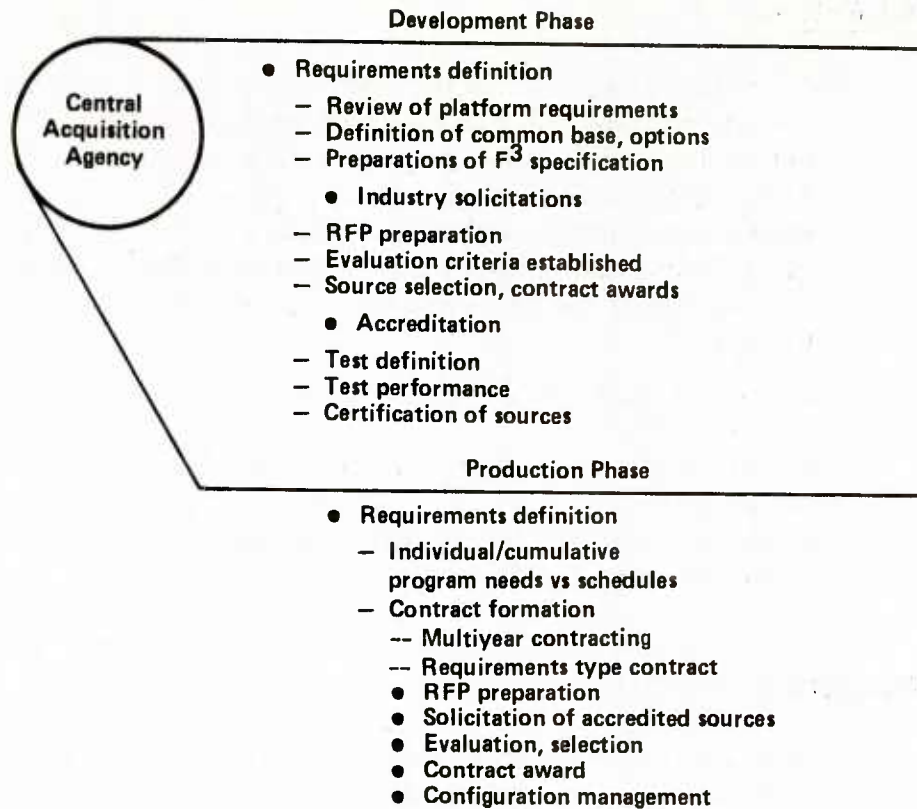 Development Phase
Central
Acquisition
Agency
• Requirements definition
– Review of platform requirements
– Definition of common base, options
– Preparations of F³ specification
• Industry solicitations
– RFP preparation
– Evaluation criteria established
– Source selection, contract awards
• Accreditation
– Test definition
– Test performance
– Certification of sources
Production Phase
• Requirements definition
– Individual/cumulative
program needs vs schedules
– Contract formation
-- Multiyear contracting
-- Requirements type contract
• RFP preparation
• Solicitation of accredited sources
• Evaluation, selection
• Contract award
• Configuration management